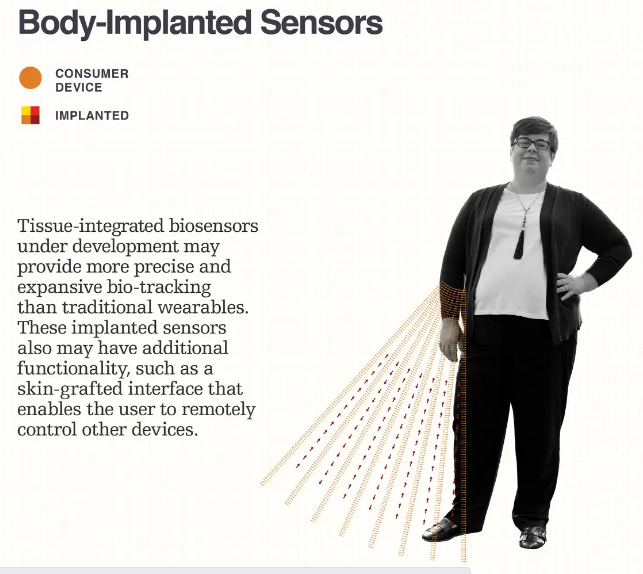 Body-Implanted Sensors
CONSUMER
DEVICE
IMPLANTED
Tissue-integrated biosensors
under development may
provide more precise and
expansive bio-tracking
than traditional wearables.
These implanted sensors
also may have additional
functionality, such as a
skin-grafted interface that
enables the user to remotely
control other devices.